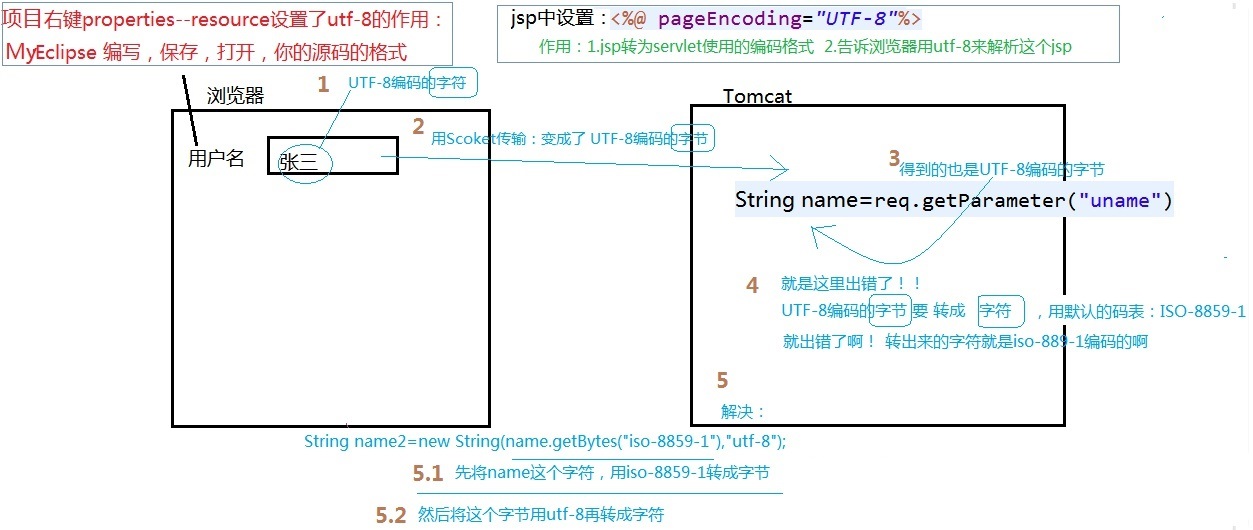 项目右键properties--resource设置了utf-8的作用：
MyEclipse 编写，保存，打开，你的源码的格式
jsp中设置：<%@ pageEncoding="UTF-8"%>
作用：1.jsp转为servlet使用的编码格式 2.告诉浏览器用utf-8来解析这个jsp
1 UTF-8编码的字符
浏览器
Tomcat
2 用Scoket传输：变成了 UTF-8编码的字节
用户名 张三
3 得到的也是UTF-8编码的字节
String name=req.getParameter("uname")
4 就是这里出错了！！
UTF-8编码的字节 要 转成 字符 ，用默认的码表：ISO-8859-1
就出错了啊！ 转出来的字符就是iso-889-1编码的啊
5
解决：
String name2=new String(name.getBytes("iso-8859-1"),"utf-8");
5.1 先将name这个字符，用iso-8859-1转成字节
5.2 然后将这个字节用utf-8再转成字符